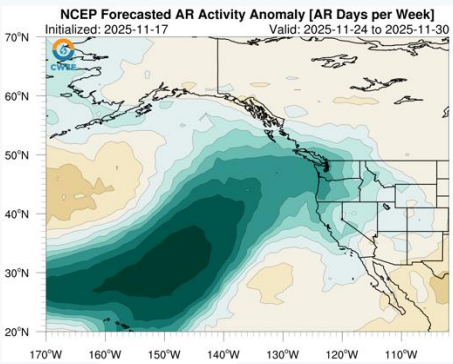 NCEP Forecasted AR Activity Anomaly [AR Days per Week]
Initialized: 2025-11-17 Valid: 2025-11-24 to 2025-11-30
70°N
CW3E
60°N
50°N
40°N
30°N
20°N
170°W 160°W 150°W 140°W 130°W 120°W 110°W